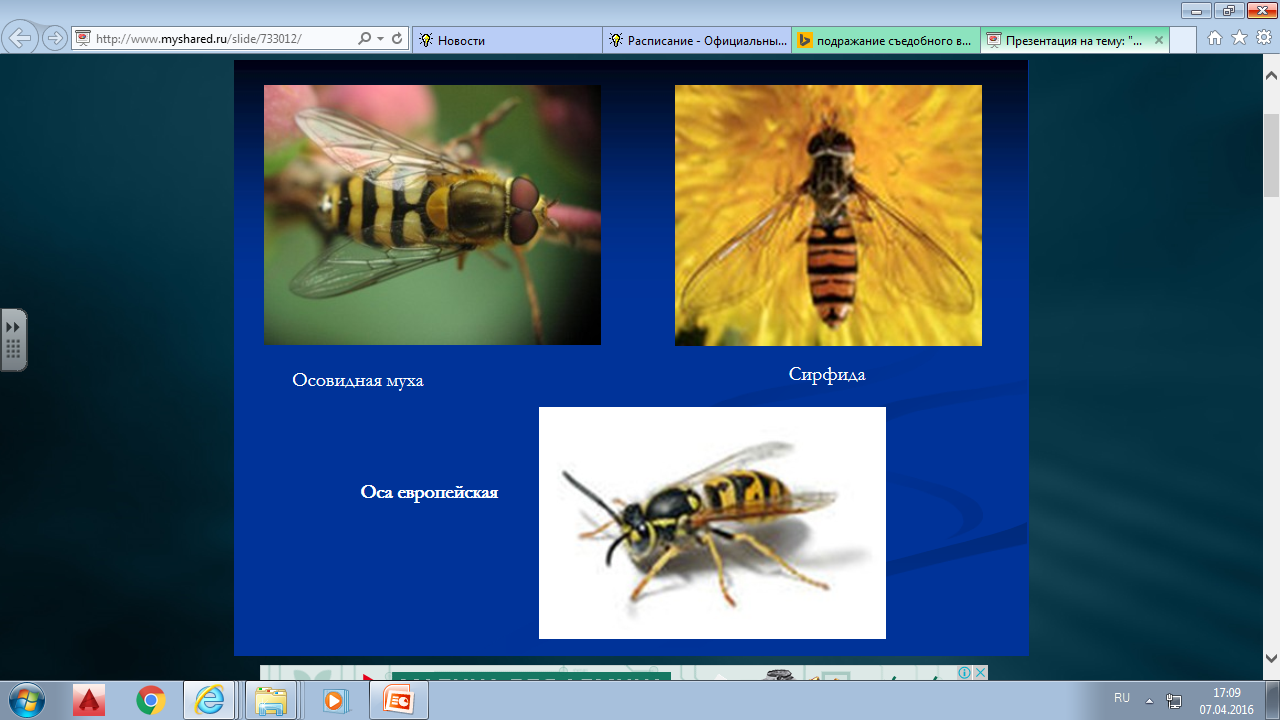 http://www.myshared.ru/slide/733012/
Новости
Расписание - Официальны...
подражание съедобного в...
Презентация на тему: "...
Осовидная муха
Сирфида
Оса европейская
RU
17:09
07.04.2016